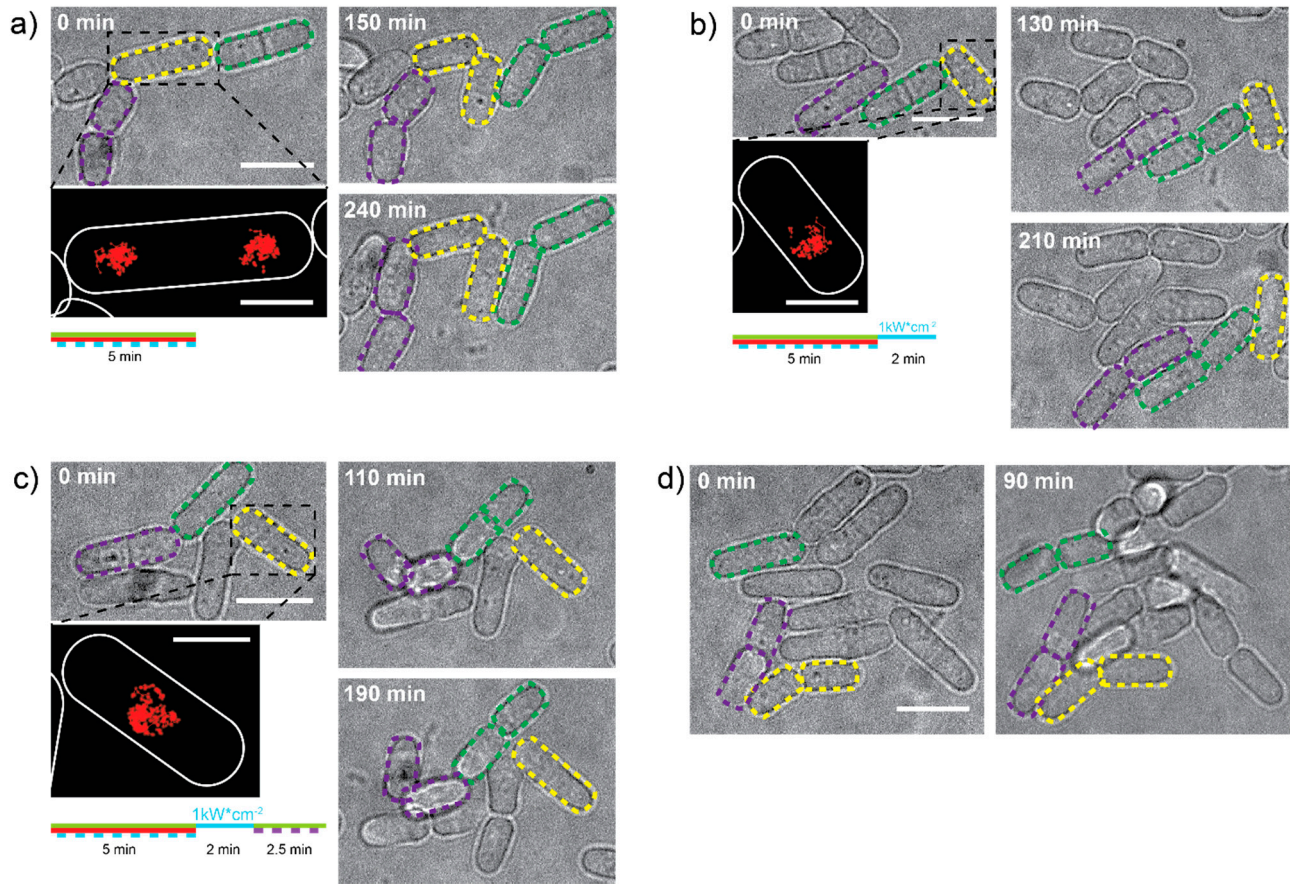 a)
0 min
150 min
240 min
5 min
b)
0 min
130 min
210 min
1kW*cm-2
5 min 2 min
c)
0 min
110 min
190 min
1kW*cm-2
5 min 2 min 2.5 min
d)
0 min
90 min